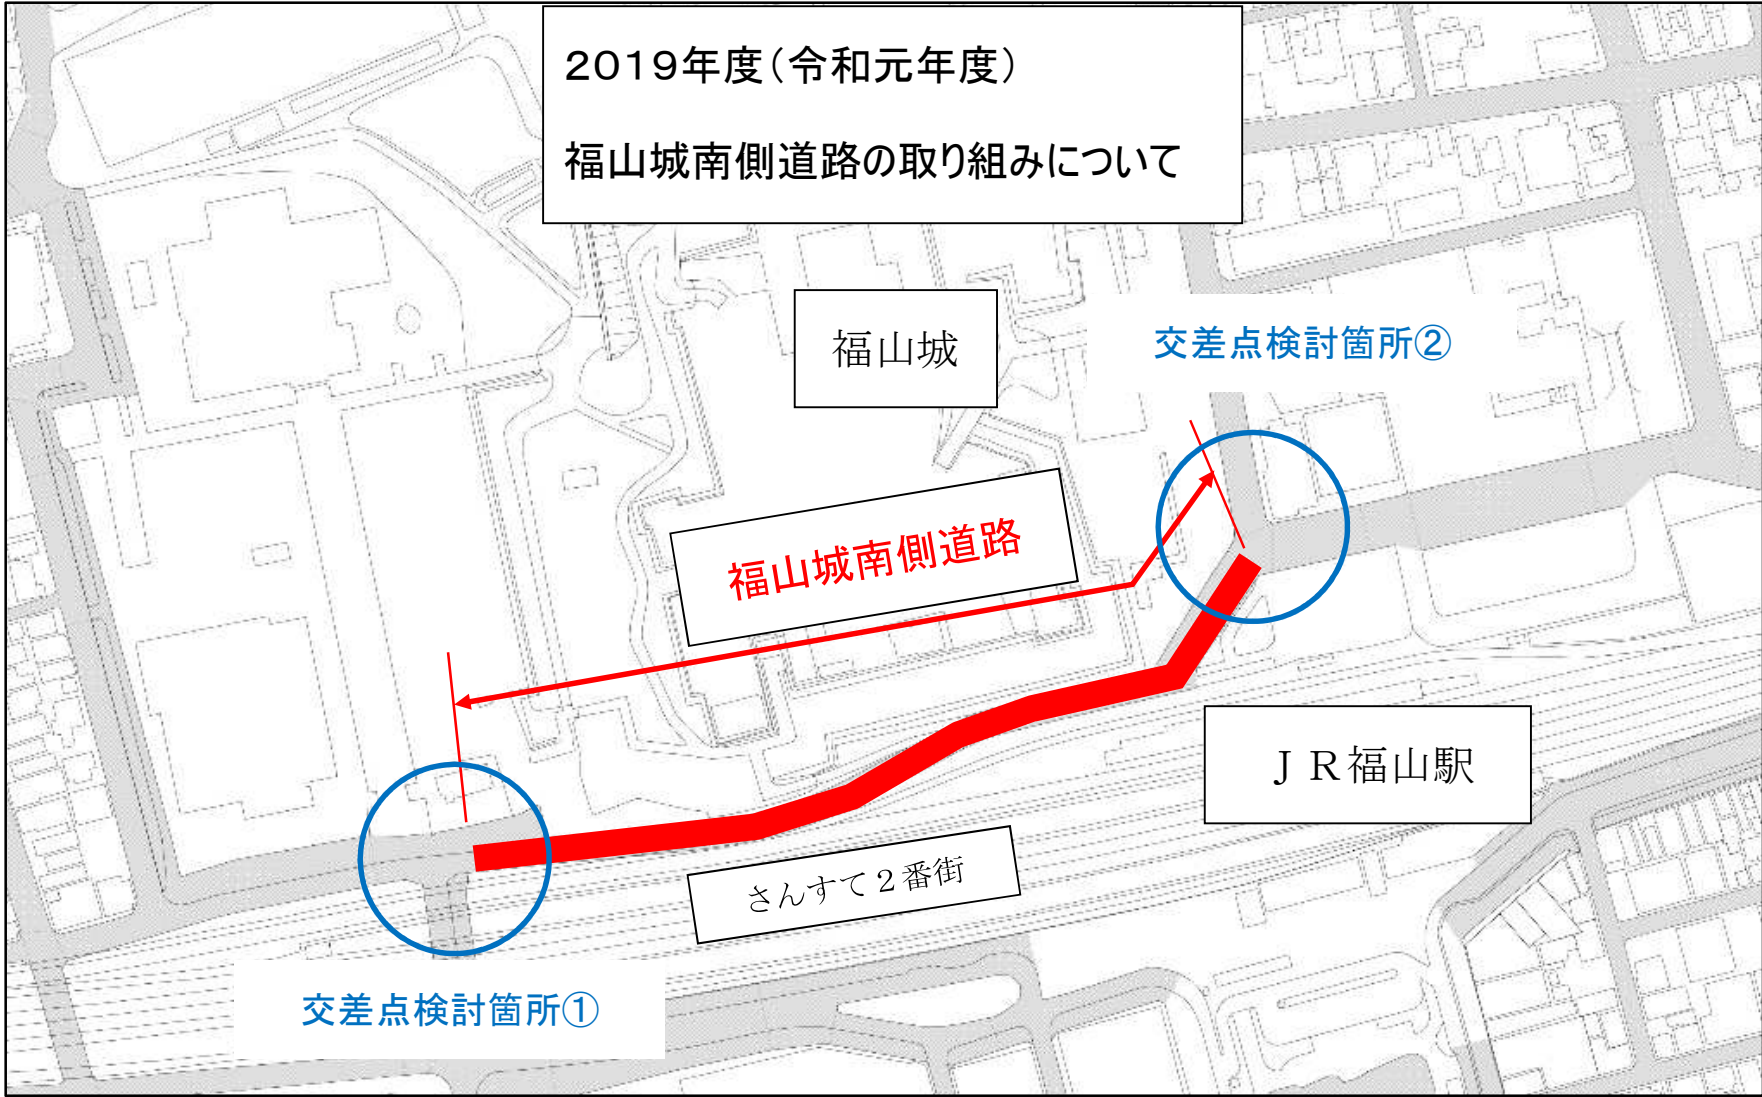 2019年度(令和元年度)
福山城南側道路の取り組みについて
福山城
交差点検討箇所②
福山城南側道路
JR福山駅
さんすて2番街
交差点検討箇所①